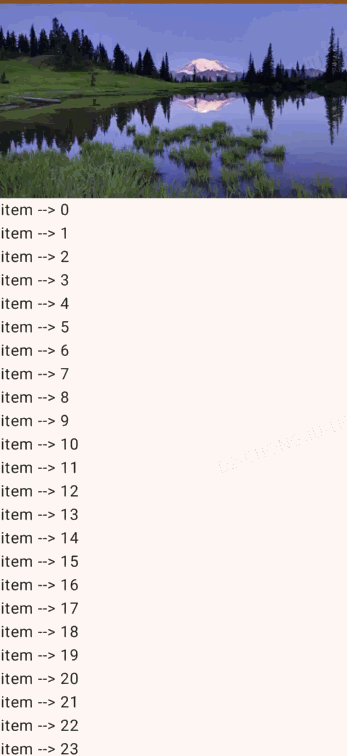 item --> 0
item --> 1
item --> 2
item --> 3
item --> 4
item --> 5
item --> 6
item --> 7
item --> 8
item --> 9
item --> 10
item --> 11
item --> 12
item --> 13
item --> 14
item --> 15
item --> 16
item --> 17
item --> 18
item --> 19
item --> 20
item --> 21
item --> 22
item --> 23